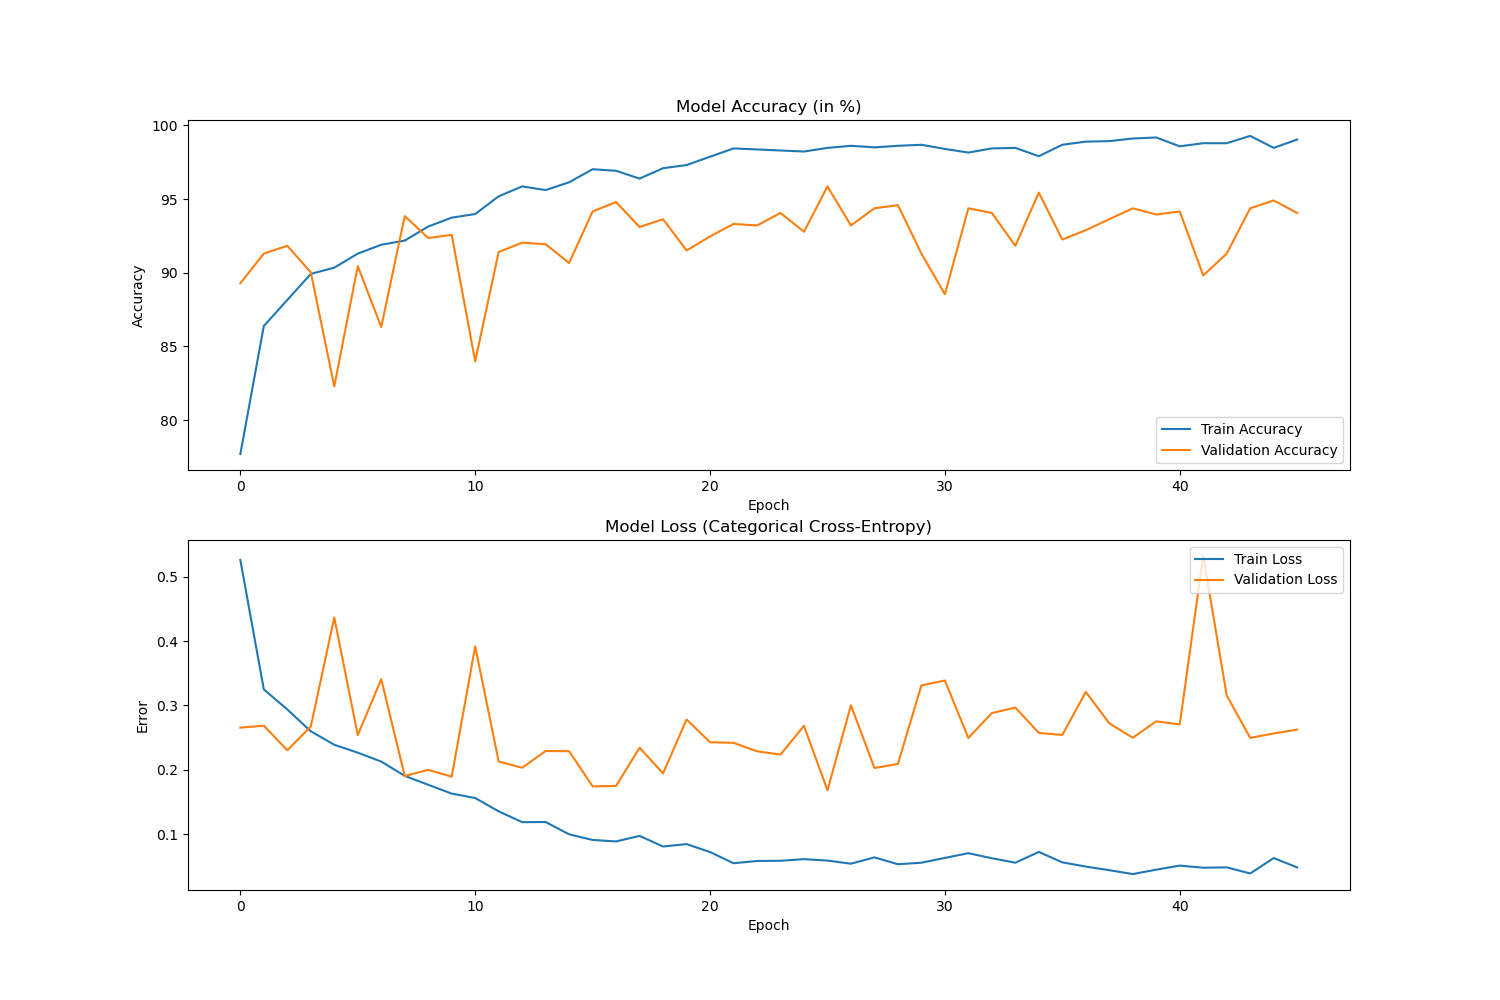 Model Accuracy (in %)
100
95
90
85
80
Accuracy
Train Accuracy
Validation Accuracy
0 10 20 30 40
Epoch
Model Loss (Categorical Cross-Entropy)
0.5
0.4
0.3
0.2
0.1
Error
Train Loss
Validation Loss
0 10 20 30 40
Epoch